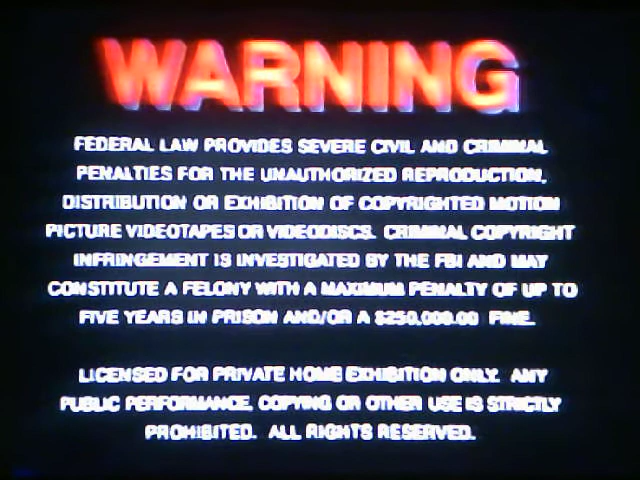 WARNING
FEDERAL LAW PROVIDES SEVERE CIVIL AND CRIMINAL
PENALTIES FOR THE UNAUTHORIZED REPRODUCTION,
DISTRIBUTION OR EXHIBITION OF COPYRIGHTED MOTION
PICTURE VIDEOTAPES OR VIDEODISCS. CRIMINAL COPYRIGHT
INFRINGEMENT IS INVESTIGATED BY THE FBI AND MAY
CONSTITUTE A FELONY WITH A MAXIMUM PENALTY OF UP TO
FIVE YEARS IN PRISON AND/OR A $250,000.00 FINE.
LICENSED FOR PRIVATE HOME EXHIBITION ONLY. ANY
PUBLIC PERFORMANCE, COPYING OR OTHER USE IS STRICTLY
PROHIBITED. ALL RIGHTS RESERVED.